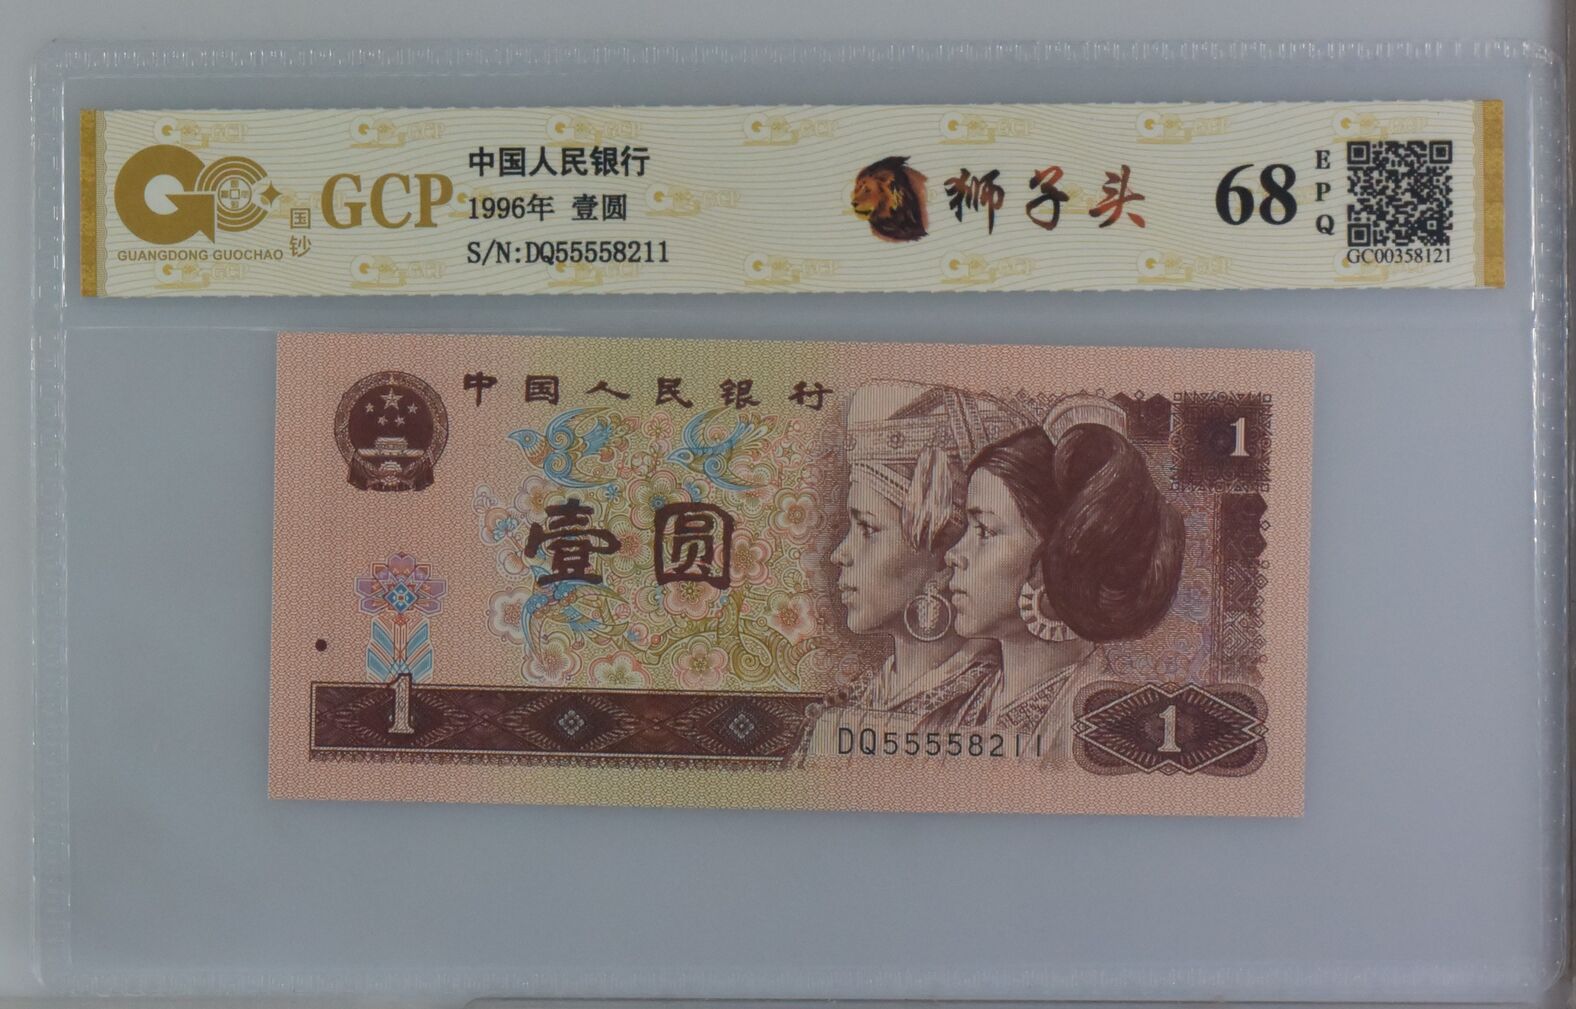 GUANGDONG GUOCHAO
国钞
GCP
中国人民银行
1996年 壹圆
S/N:DQ55558211
狮子头
68
EPQ
GC00358121
中国人民银行
1
壹圆
1
DQ55558211
1